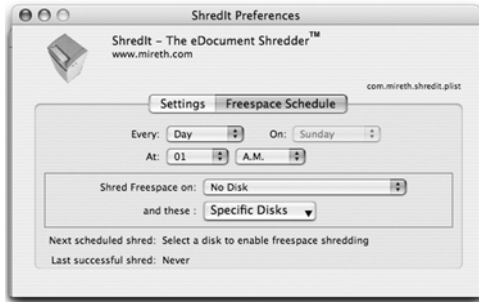 ShredIt Preferences
ShredIt – The eDocument Shredder™
www.mireth.com
com.mireth.shredit.plist
Settings Freespace Schedule
Every: Day On: Sunday
At: 01 A.M.
Shred Freespace on: No Disk
and these : Specific Disks
Next scheduled shred: Select a disk to enable freespace shredding
Last successful shred: Never